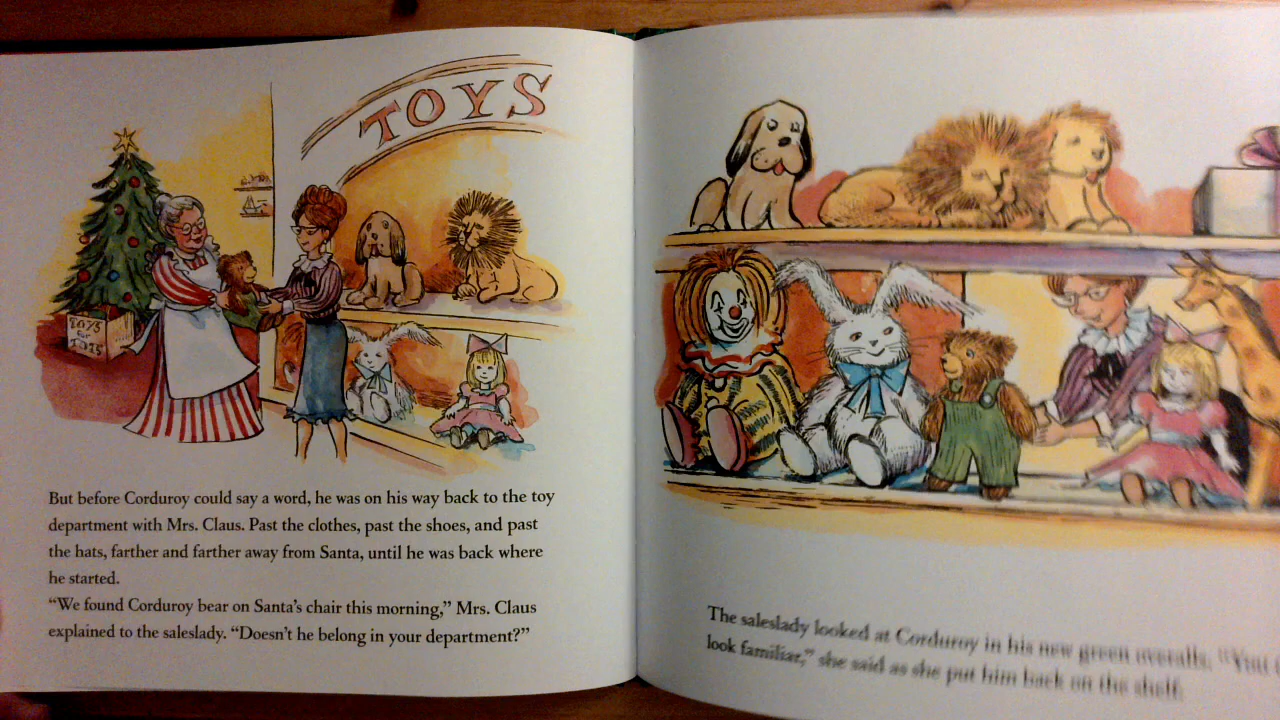 TOYS
TOYS
for
TOTS
But before Corduroy could say a word, he was on his way back to the toy
department with Mrs. Claus. Past the clothes, past the shoes, and past
the hats, farther and farther away from Santa, until he was back where
he started.
“We found Corduroy bear on Santa’s chair this morning,” Mrs. Claus
explained to the saleslady. “Doesn’t he belong in your department?”
The saleslady looked at Corduroy in his new green overalls. “You
look familiar,” she said as she put him back on the shelf.